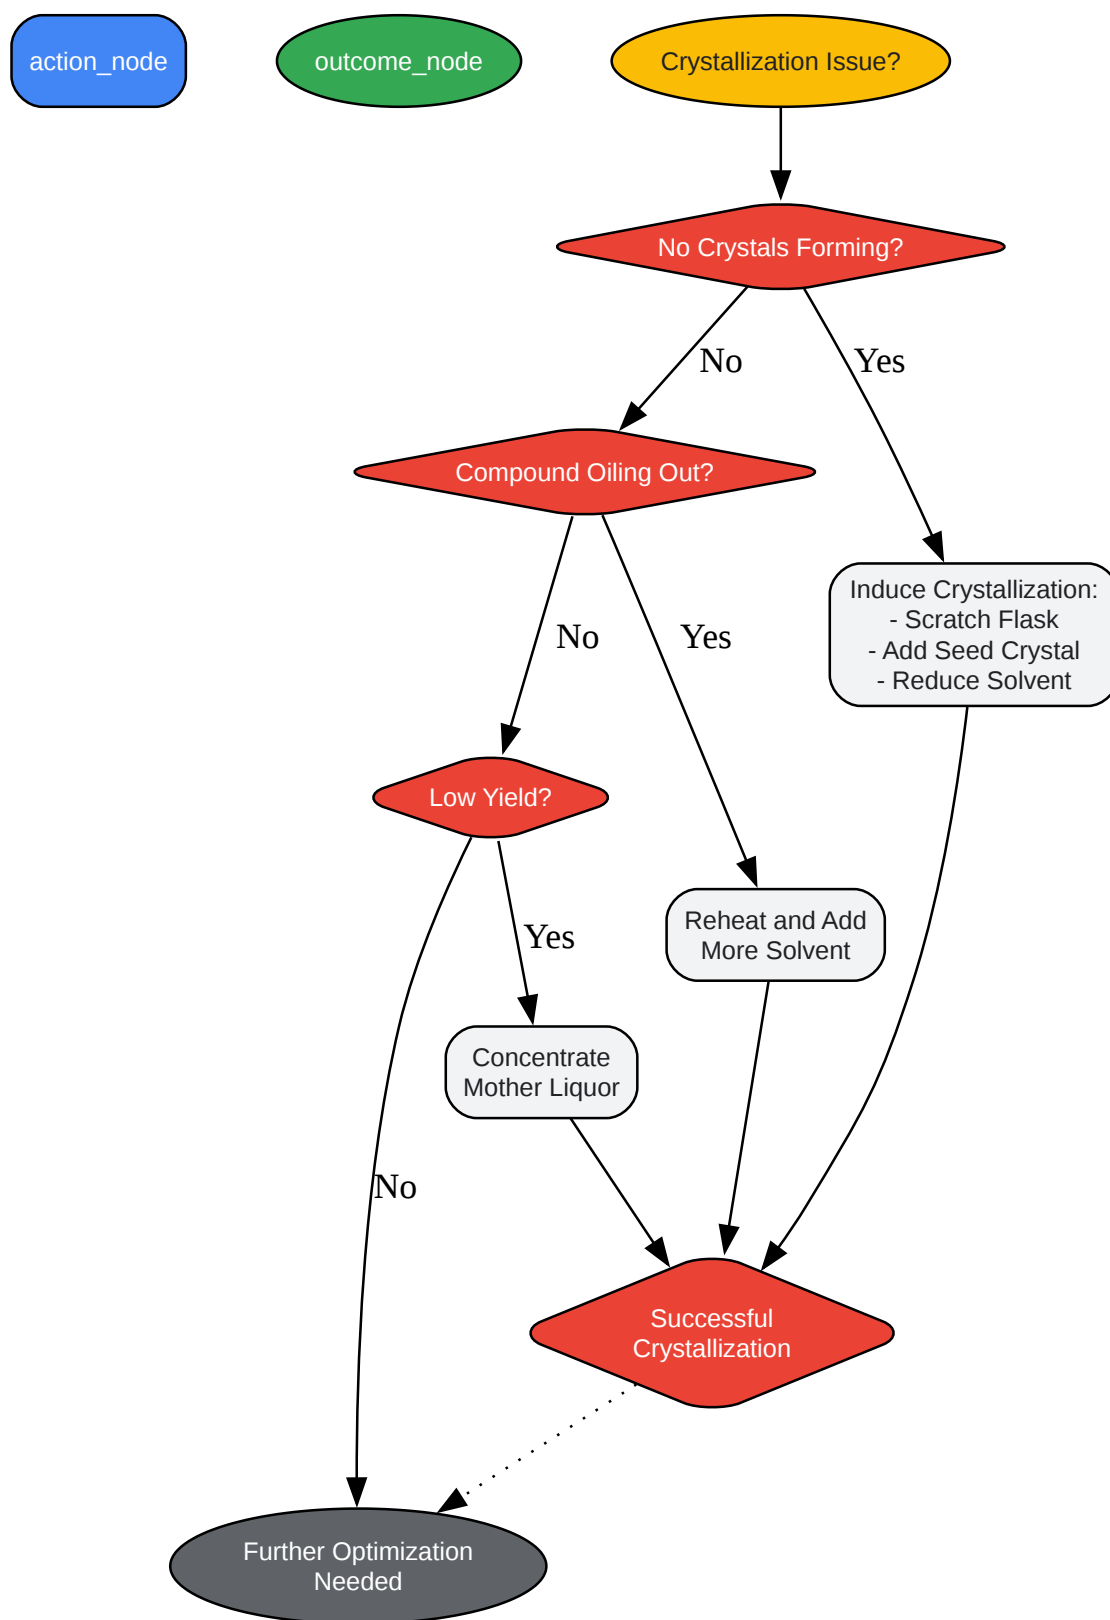 action_node
outcome_node
Crystallization Issue?
No Crystals Forming?
No
Yes
Compound Oiling Out?
Induce Crystallization:
- Scratch Flask
- Add Seed Crystal
- Reduce Solvent
No
Yes
Low Yield?
Reheat and Add
More Solvent
Yes
Concentrate
Mother Liquor
No
Successful
Crystallization
Further Optimization
Needed